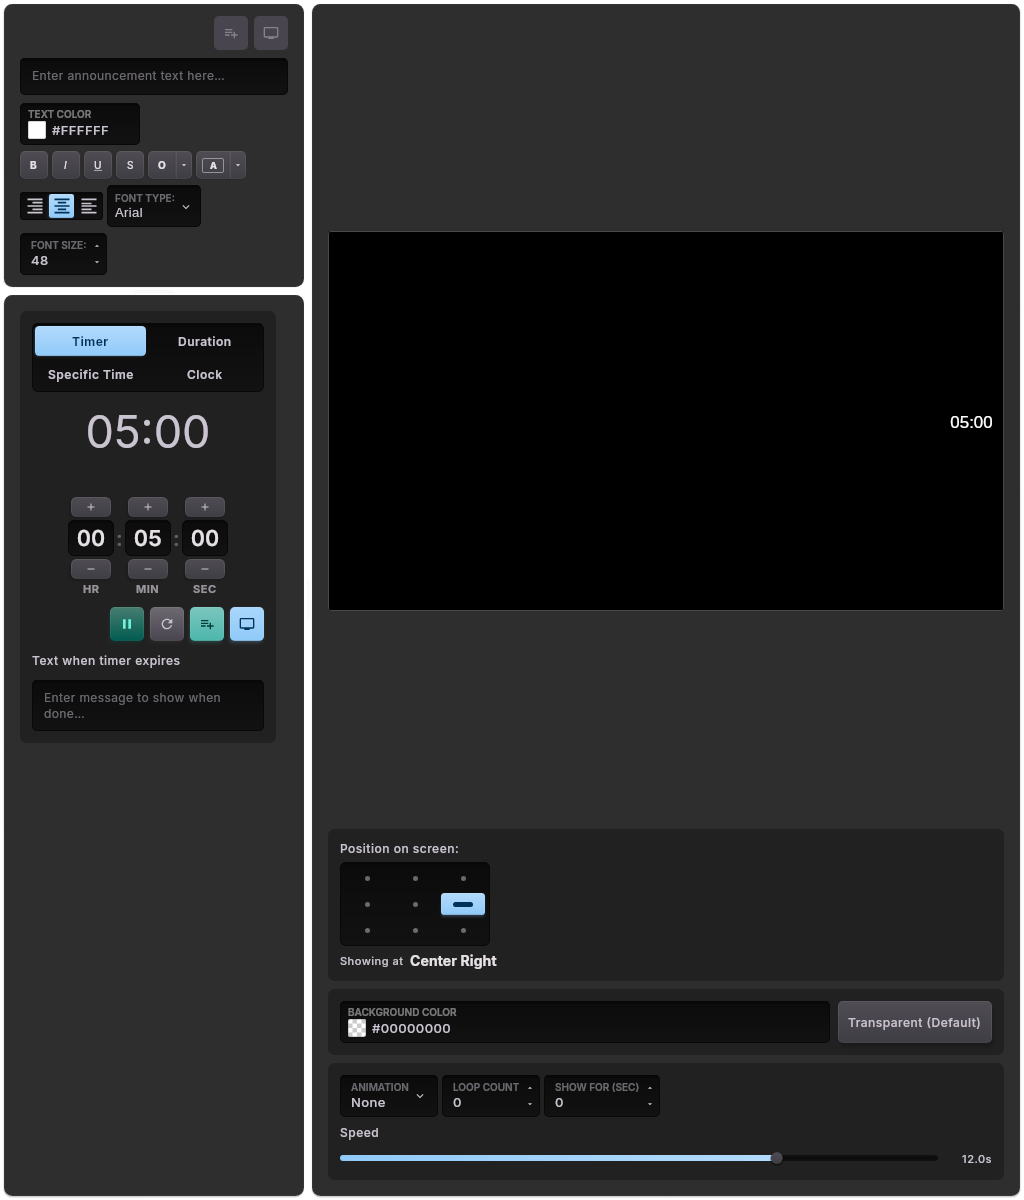 Enter announcement text here...
TEXT COLOR
#FFFFFF
B I U S O A
FONT TYPE:
Arial
FONT SIZE:
48
Timer Duration
Specific Time Clock
05:00
+ + +
00 : 05 : 00
− − −
HR MIN SEC
Text when timer expires
Enter message to show when
done...
05:00
Position on screen:
Showing at Center Right
BACKGROUND COLOR
#00000000
Transparent (Default)
ANIMATION LOOP COUNT SHOW FOR (SEC)
None 0 0
Speed
12.0s